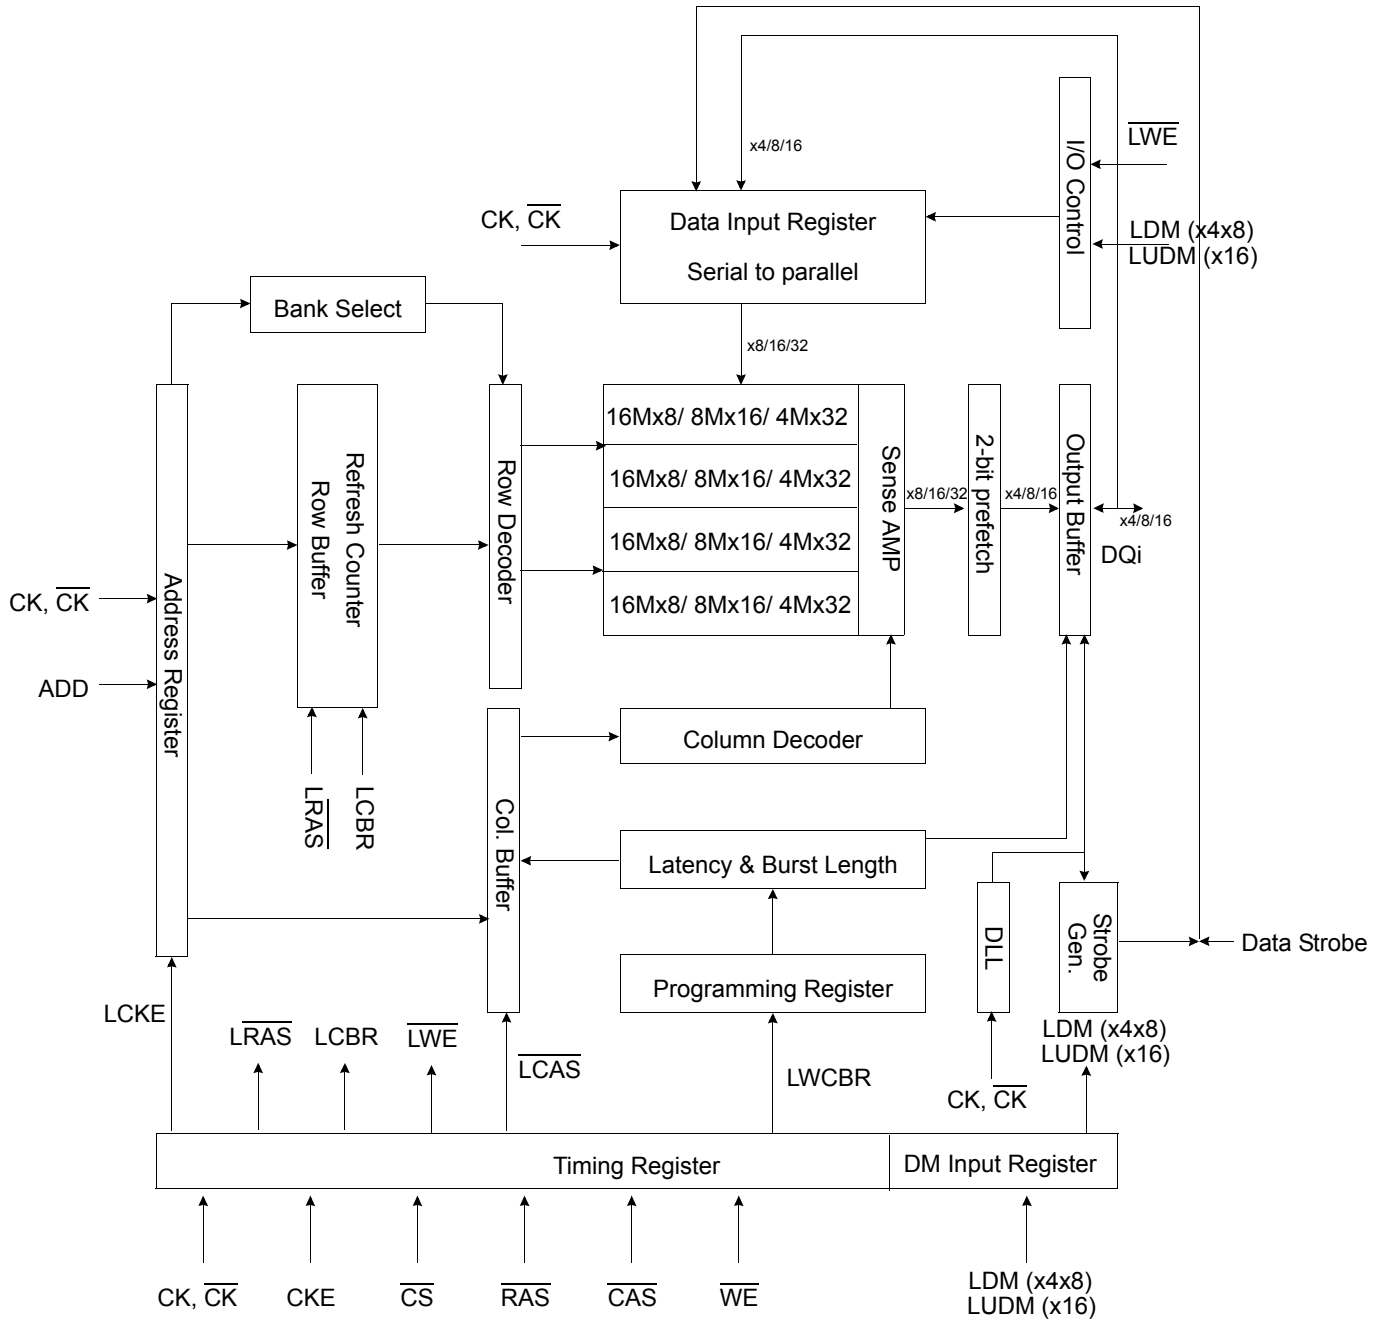 x4/8/16
LWE
I/O Control
CK, CK
Data Input Register
Serial to parallel
LDM (x4x8)
LUDM (x16)
Bank Select
x8/16/32
16Mx8/ 8Mx16/ 4Mx32
16Mx8/ 8Mx16/ 4Mx32
16Mx8/ 8Mx16/ 4Mx32
16Mx8/ 8Mx16/ 4Mx32
Address Register
Refresh Counter
Row Buffer
Row Decoder
Sense AMP
x8/16/32
2-bit prefetch
x4/8/16
Output Buffer
x4/8/16
DQi
CK, CK
ADD
LRAS
LCBR
Col. Buffer
Column Decoder
Latency & Burst Length
DLL
Strobe
Gen.
Data Strobe
Programming Register
LCKE
LRAS
LCBR
LWE
LCAS
LWCBR
CK, CK
LDM (x4x8)
LUDM (x16)
Timing Register
DM Input Register
CK, CK
CKE
CS
RAS
CAS
WE
LDM (x4x8)
LUDM (x16)